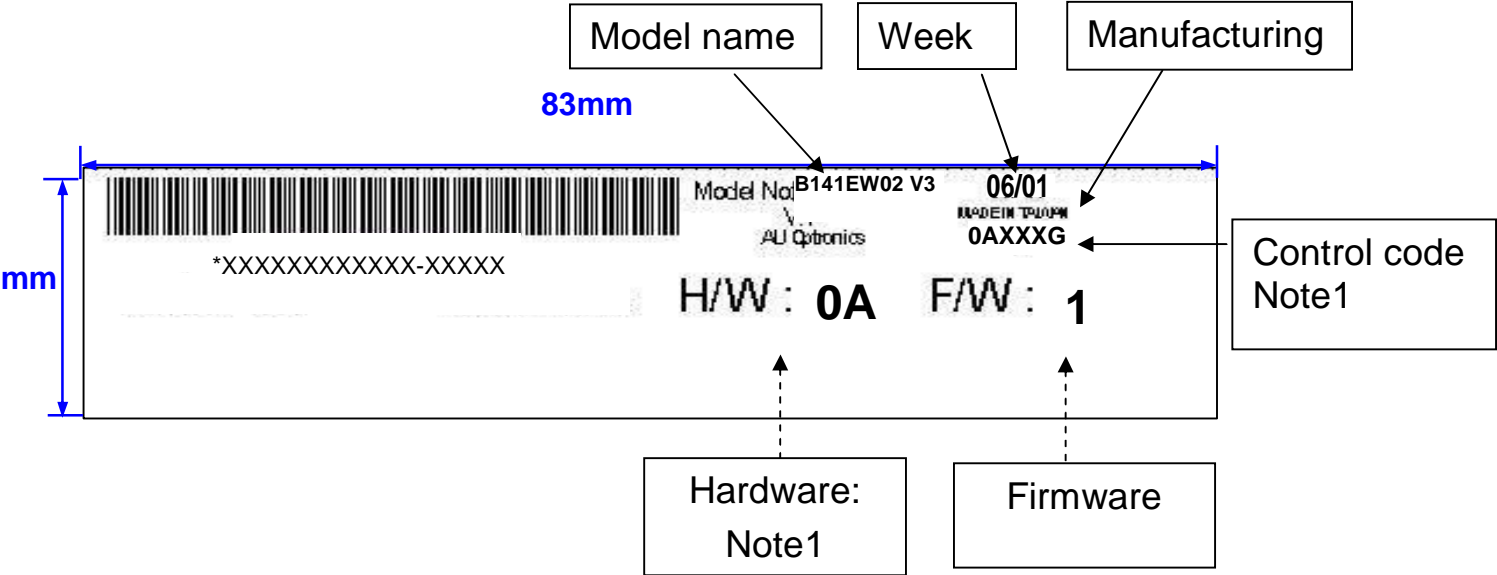 Model name
Week
Manufacturing
83mm
mm
Model No
B141EW02 V3
06/01
MADE IN TAIWAN
AU Optronics
0AXXXG
*XXXXXXXXXXXX-XXXXX
H/W : 0A
F/W : 1
Control code
Note1
Hardware:
Note1
Firmware